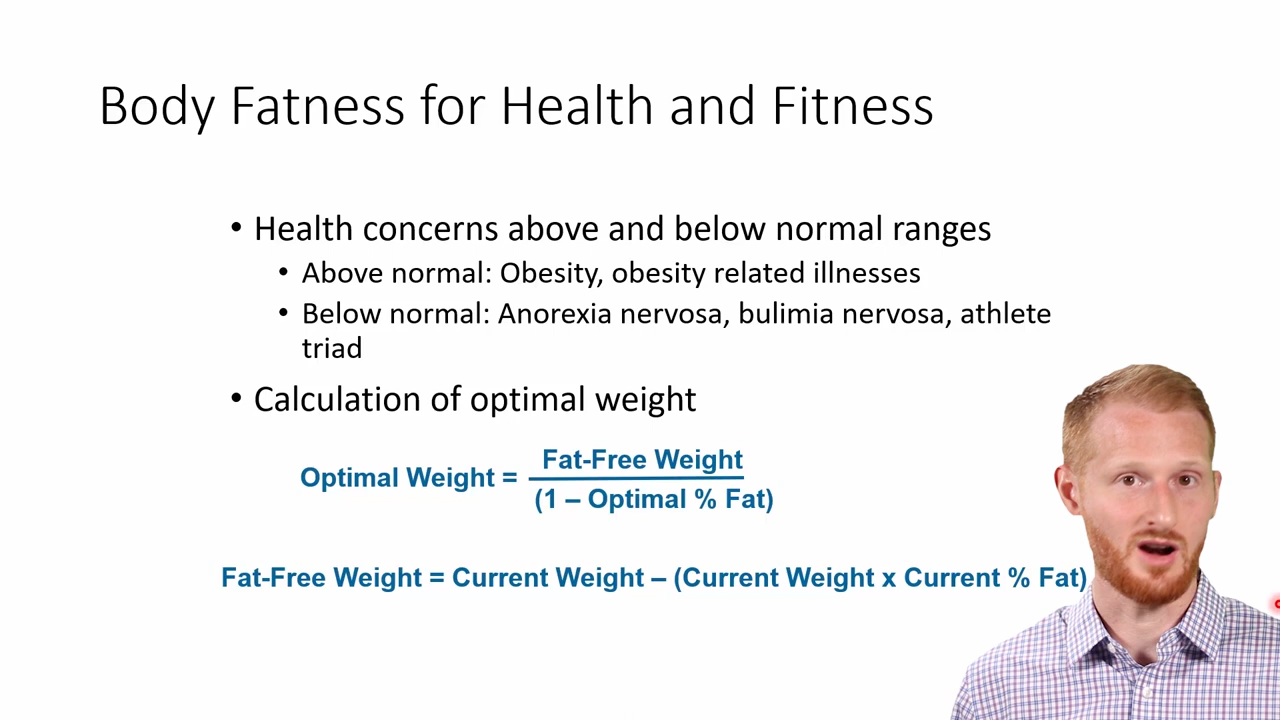 Body Fatness for Health and Fitness
• Health concerns above and below normal ranges
• Above normal: Obesity, obesity related illnesses
• Below normal: Anorexia nervosa, bulimia nervosa, athlete
triad
• Calculation of optimal weight
Optimal Weight =
Fat-Free Weight
(1 – Optimal % Fat)
Fat-Free Weight = Current Weight – (Current Weight x Current % Fat)